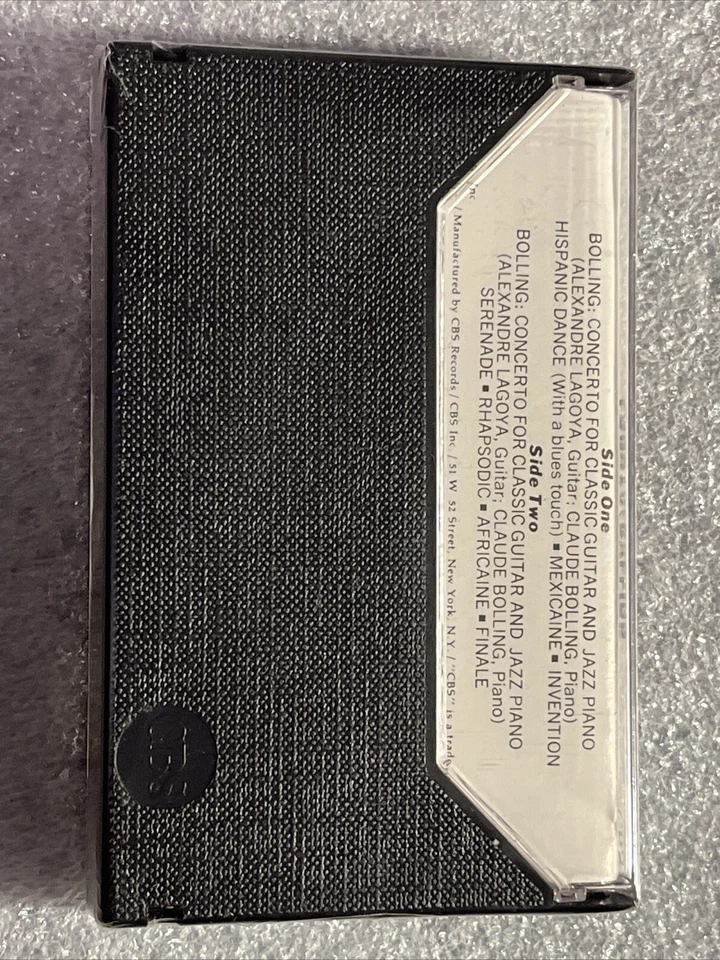 Side One
BOLLING: CONCERTO FOR CLASSIC GUITAR AND JAZZ PIANO
(ALEXANDRE LAGOYA, Guitar; CLAUDE BOLLING, Piano)
HISPANIC DANCE (With a blues touch) ▪ MEXICAINE ▪ INVENTION
Side Two
BOLLING: CONCERTO FOR CLASSIC GUITAR AND JAZZ PIANO
(ALEXANDRE LAGOYA, Guitar; CLAUDE BOLLING, Piano)
SERENADE ▪ RHAPSODIC ▪ AFRICAINE ▪ FINALE
Inc / Manufactured by CBS Records / CBS Inc. / 51 W 52 Street, New York, N.Y. / "CBS" is a trade
CBS